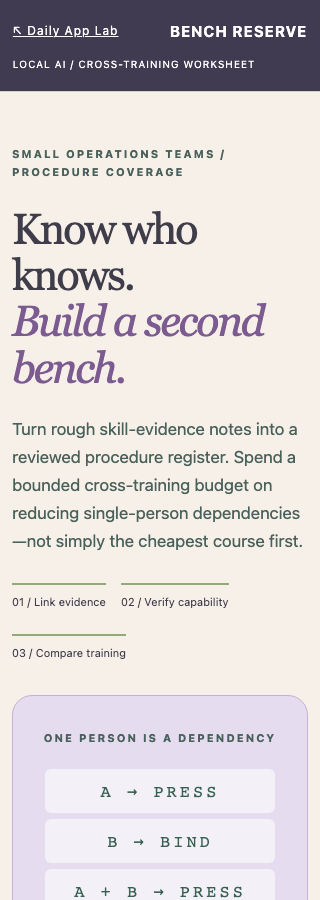 ↖ Daily App Lab
BENCH RESERVE
LOCAL AI / CROSS-TRAINING WORKSHEET
SMALL OPERATIONS TEAMS /
PROCEDURE COVERAGE
Know who
knows.
Build a second
bench.
Turn rough skill-evidence notes into a
reviewed procedure register. Spend a
bounded cross-training budget on
reducing single-person dependencies
—not simply the cheapest course first.
01 / Link evidence
02 / Verify capability
03 / Compare training
ONE PERSON IS A DEPENDENCY
A → PRESS
B → BIND
A + B → PRESS